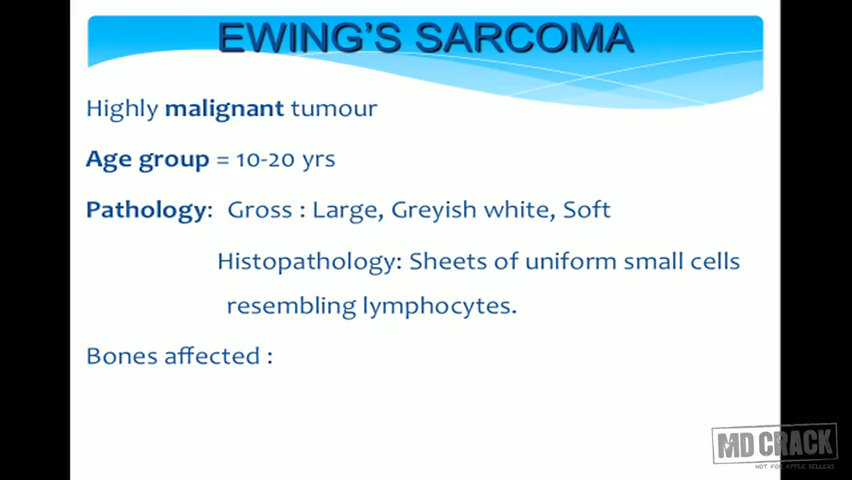 EWING'S SARCOMA
Highly malignant tumour
Age group = 10-20 yrs
Pathology: Gross : Large, Greyish white, Soft
Histopathology: Sheets of uniform small cells
resembling lymphocytes.
Bones affected :
MD CRACK
NOT FOR APPLE SELLERS